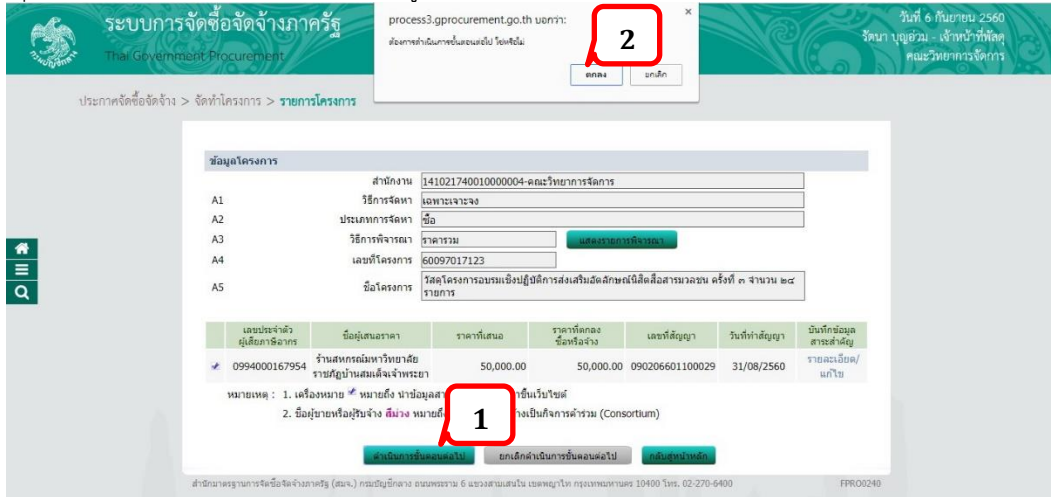 ระบบการจัดซื้อจัดจ้างภาครัฐ
Thai Government Procurement
process3.gprocurement.go.th บอกว่า:
×
ต้องการดำเนินการขั้นตอนต่อไป ใช่หรือไม่
2
ตกลง ยกเลิก
วันที่ 6 กันยายน 2560
รัตนา บุญอ่วม - เจ้าหน้าที่พัสดุ
คณะวิทยาการจัดการ
ประกาศจัดซื้อจัดจ้าง > จัดทำโครงการ > รายการโครงการ
ข้อมูลโครงการ
สำนักงาน 141021740010000004-คณะวิทยาการจัดการ
A1 วิธีการจัดหา เฉพาะเจาะจง
A2 ประเภทการจัดหา ซื้อ
A3 วิธีการพิจารณา ราคารวม แสดงรายการพิจารณา
A4 เลขที่โครงการ 60097017123
A5 ชื่อโครงการ วัสดุโครงการอบรมเชิงปฏิบัติการส่งเสริมอัตลักษณ์นิสิตสื่อสารมวลชน ครั้งที่ ๓ จำนวน ๒๔
รายการ
เลขประจำตัว
ผู้เสียภาษีอากร ชื่อผู้เสนอราคา ราคาที่เสนอ ราคาที่ตกลง
ซื้อหรือจ้าง เลขที่สัญญา วันที่ทำสัญญา บันทึกข้อมูล
สาระสำคัญ
0994000167954 ร้านสหกรณ์มหาวิทยาลัย
ราชภัฏบ้านสมเด็จเจ้าพระยา 50,000.00 50,000.00 090206601100029 31/08/2560 รายละเอียด/
แก้ไข
หมายเหตุ : 1. เครื่องหมาย หมายถึง นำข้อมูลสา ขึ้นเว็บไซต์
2. ชื่อผู้ขายหรือผู้รับจ้าง สีม่วง หมายถึง างเป็นกิจการค้าร่วม (Consortium)
1
ดำเนินการขั้นตอนต่อไป ยกเลิกดำเนินการขั้นตอนต่อไป กลับสู่หน้าหลัก
สำนักมาตรฐานการจัดซื้อจัดจ้างภาครัฐ (สมจ.) กรมบัญชีกลาง ถนนพระราม 6 แขวงสามเสนใน เขตพญาไท กรุงเทพมหานคร 10400 โทร. 02-270-6400 FPRO0240